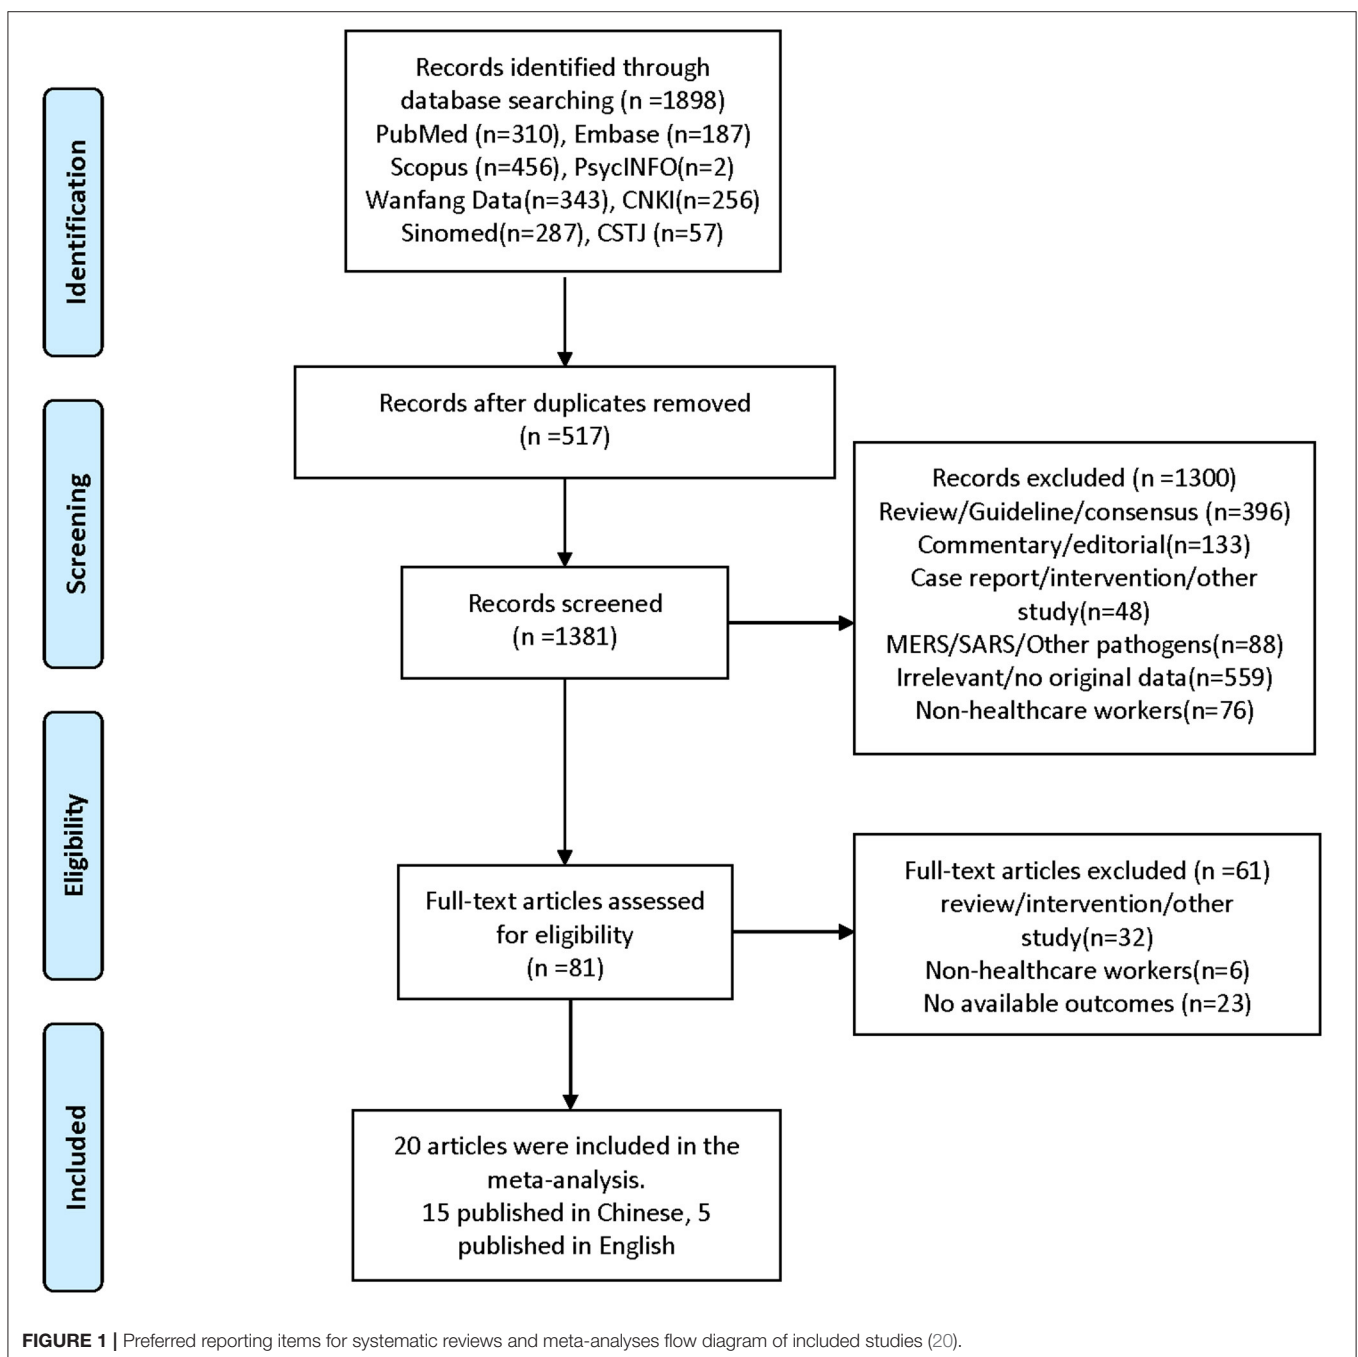 Identification
Records identified through
database searching (n =1898)
PubMed (n=310), Embase (n=187)
Scopus (n=456), PsycINFO(n=2)
Wanfang Data(n=343), CNKI(n=256)
Sinomed(n=287), CSTJ (n=57)
Screening
Records after duplicates removed
(n =517)
Records screened
(n =1381)
Records excluded (n =1300)
Review/Guideline/consensus (n=396)
Commentary/editorial(n=133)
Case report/intervention/other
study(n=48)
MERS/SARS/Other pathogens(n=88)
Irrelevant/no original data(n=559)
Non-healthcare workers(n=76)
Eligibility
Full-text articles assessed
for eligibility
(n =81)
Full-text articles excluded (n =61)
review/intervention/other
study(n=32)
Non-healthcare workers(n=6)
No available outcomes (n=23)
Included
20 articles were included in the
meta-analysis.
15 published in Chinese, 5
published in English
FIGURE 1 | Preferred reporting items for systematic reviews and meta-analyses flow diagram of included studies (20).